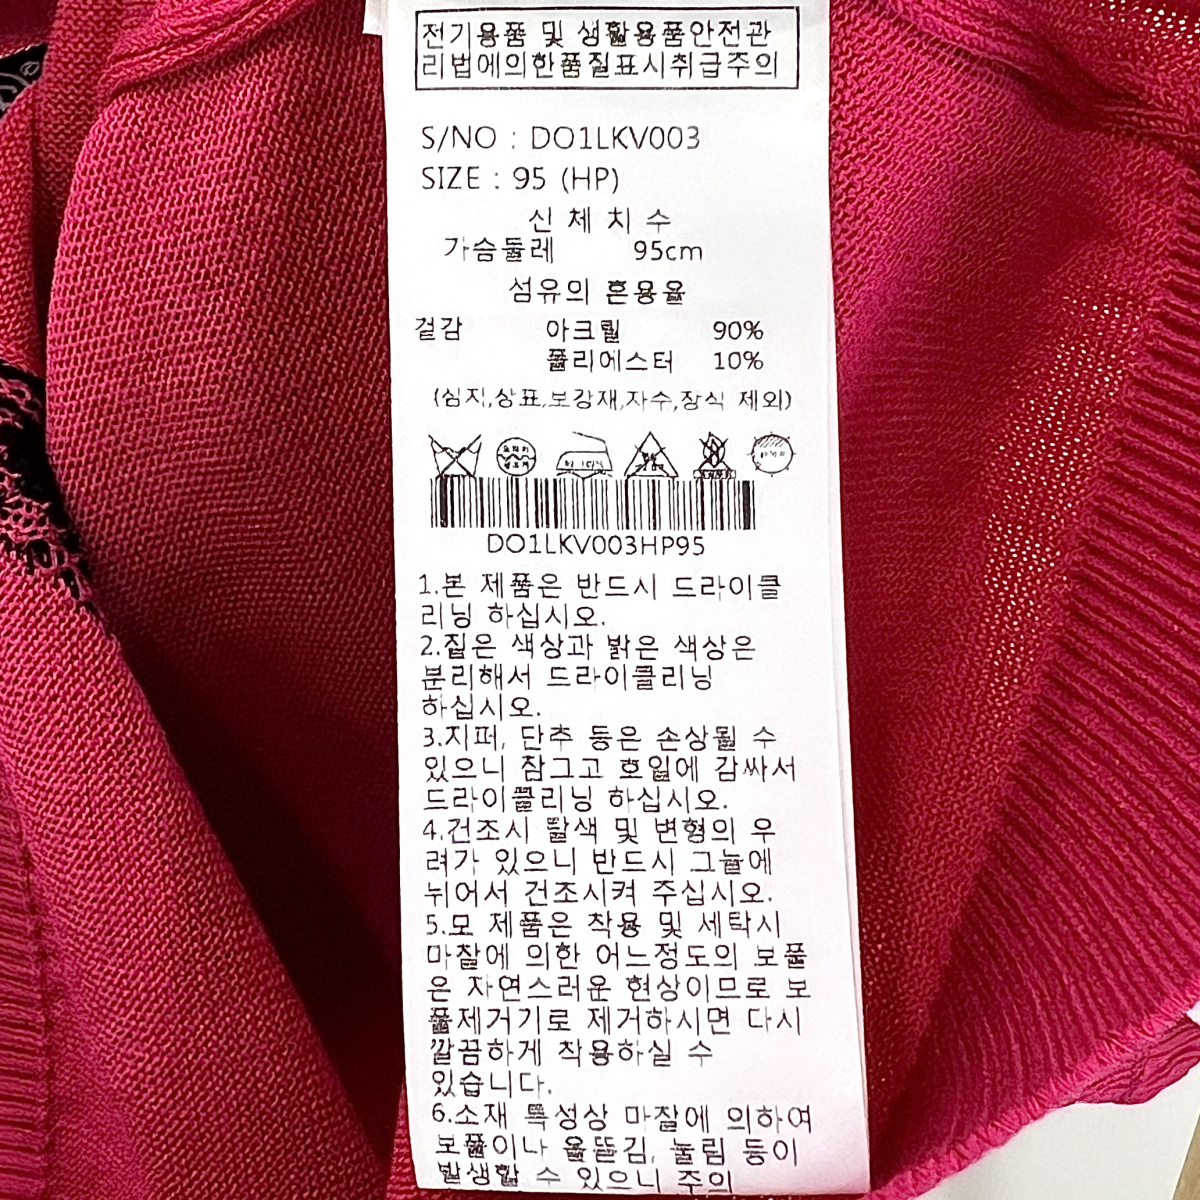 전기용품 및 생활용품안전관
리법에의한품질표시취급주의
S/NO : DO1LKV003
SIZE : 95 (HP)
신 체 치 수
가슴둘레 95cm
섬유의 혼용율
겉감 아크릴 90%
폴리에스터 10%
(심지,상표,보강재,자수,장식 제외)
DO1LKV003HP95
1.본 제품은 반드시 드라이클
리닝 하십시오.
2.짙은 색상과 밝은 색상은
분리해서 드라이클리닝
하십시오.
3.지퍼, 단추 등은 손상될 수
있으니 참그고 호일에 감싸서
드라이클리닝 하십시오.
4.건조시 탈색 및 변형의 우
려가 있으니 반드시 그늘에
뉘어서 건조시켜 주십시오.
5.모 제품은 착용 및 세탁시
마찰에 의한 어느정도의 보풀
은 자연스러운 현상이므로 보
풀제거기로 제거하시면 다시
깔끔하게 착용하실 수
있습니다.
6.소재 특성상 마찰에 의하여
보풀이나 올뜯김, 눌림 등이
발생할 수 있으니 주의